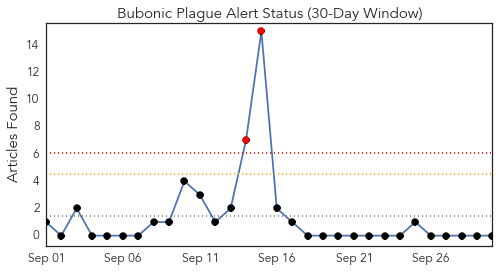 Bubonic Plague Alert Status (30-Day Window)
Articles Found
14
12
10
8
6
4
2
0
Sep 01 Sep 06 Sep 11 Sep 16 Sep 21 Sep 26